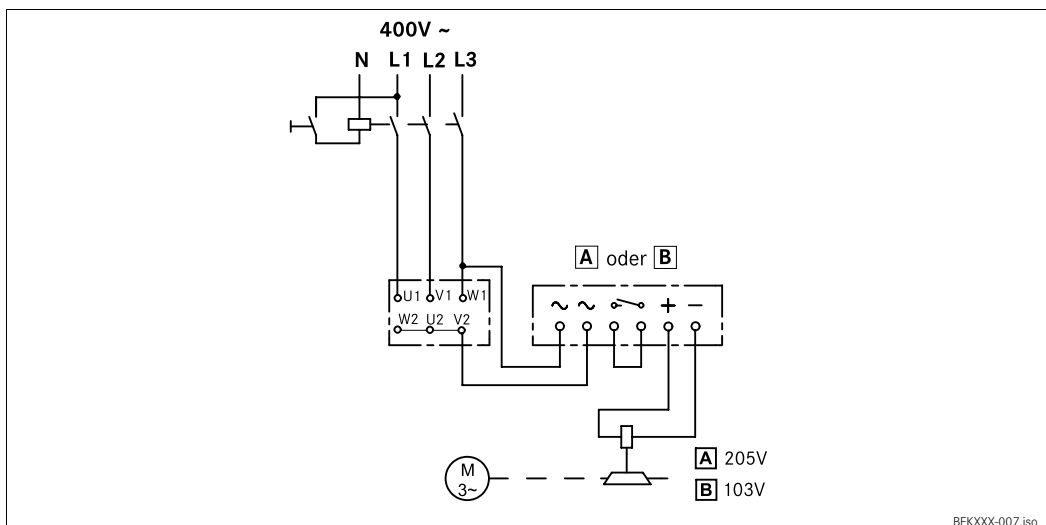 400V ~
N L1 L2 L3
A oder B
U1 V1 W1
W2 U2 V2
∼ ∼ + −
M
3~
A 205V
B 103V
BFKXXX-007.iso